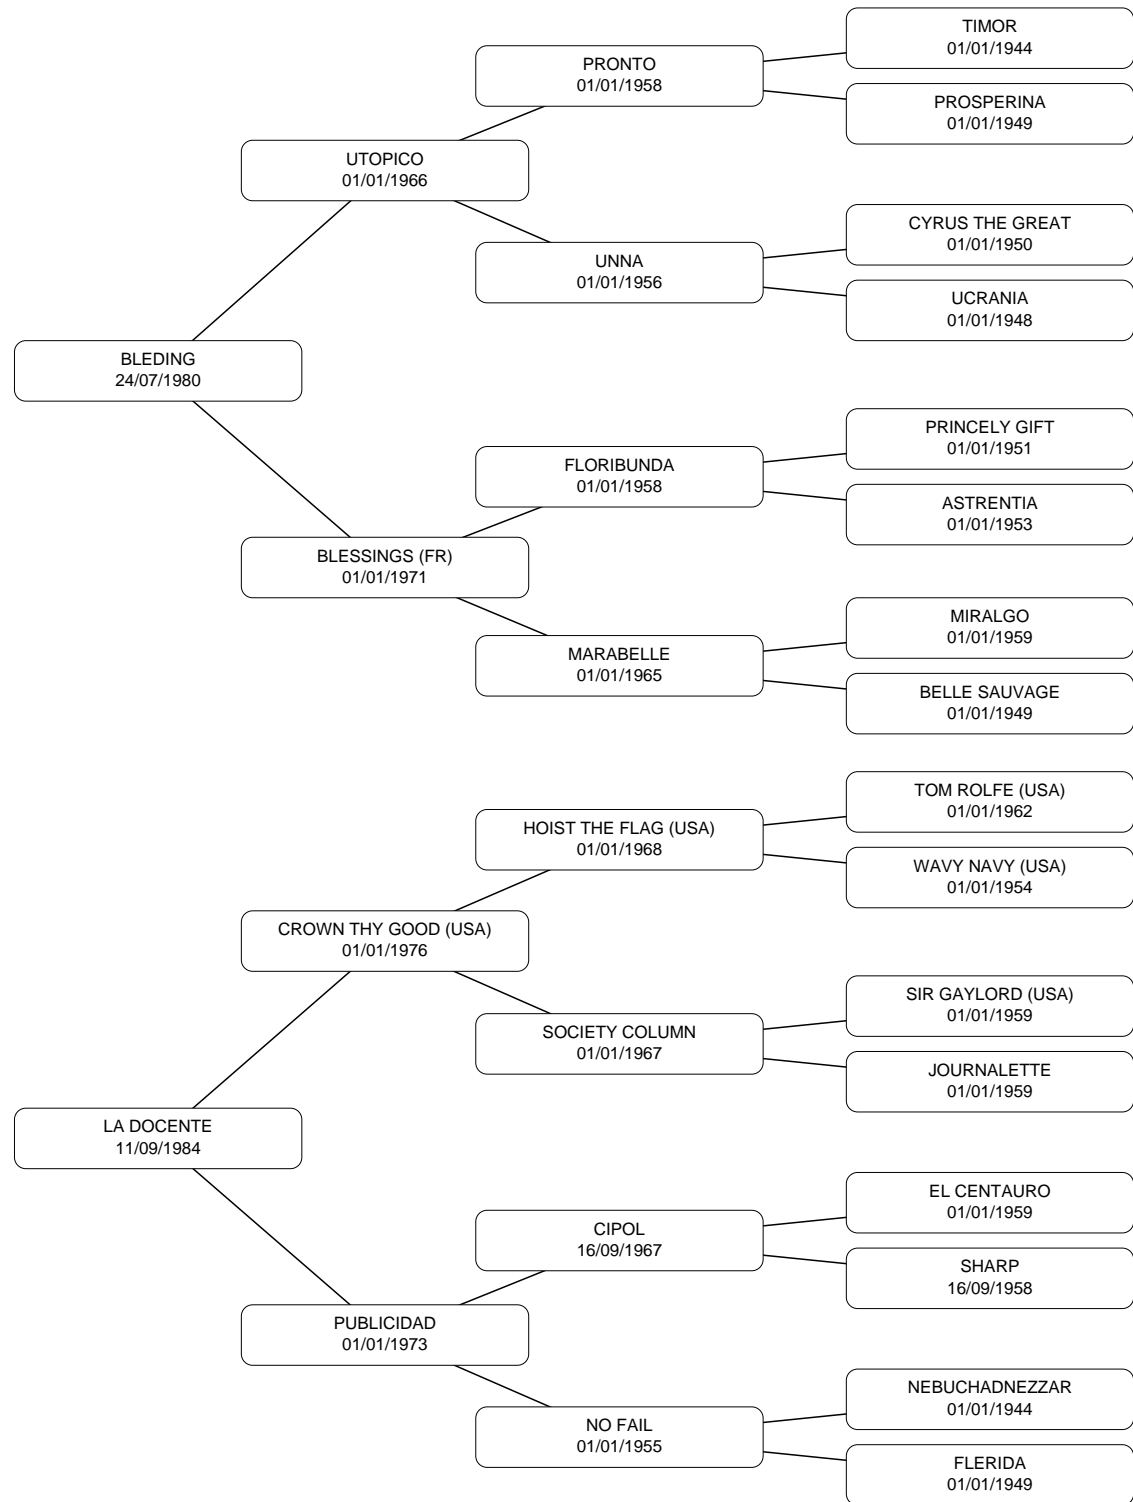 TIMOR
01/01/1944
PRONTO
01/01/1958
PROSPERINA
01/01/1949
UTOPICO
01/01/1966
CYRUS THE GREAT
01/01/1950
UNNA
01/01/1956
UCRANIA
01/01/1948
BLEDING
24/07/1980
PRINCELY GIFT
01/01/1951
FLORIBUNDA
01/01/1958
ASTRENTIA
01/01/1953
BLESSINGS (FR)
01/01/1971
MIRALGO
01/01/1959
MARABELLE
01/01/1965
BELLE SAUVAGE
01/01/1949
TOM ROLFE (USA)
01/01/1962
HOIST THE FLAG (USA)
01/01/1968
WAVY NAVY (USA)
01/01/1954
CROWN THY GOOD (USA)
01/01/1976
SIR GAYLORD (USA)
01/01/1959
SOCIETY COLUMN
01/01/1967
JOURNALETTE
01/01/1959
LA DOCENTE
11/09/1984
EL CENTAURO
01/01/1959
CIPOL
16/09/1967
SHARP
16/09/1958
PUBLICIDAD
01/01/1973
NEBUCHADNEZZAR
01/01/1944
NO FAIL
01/01/1955
FLERIDA
01/01/1949